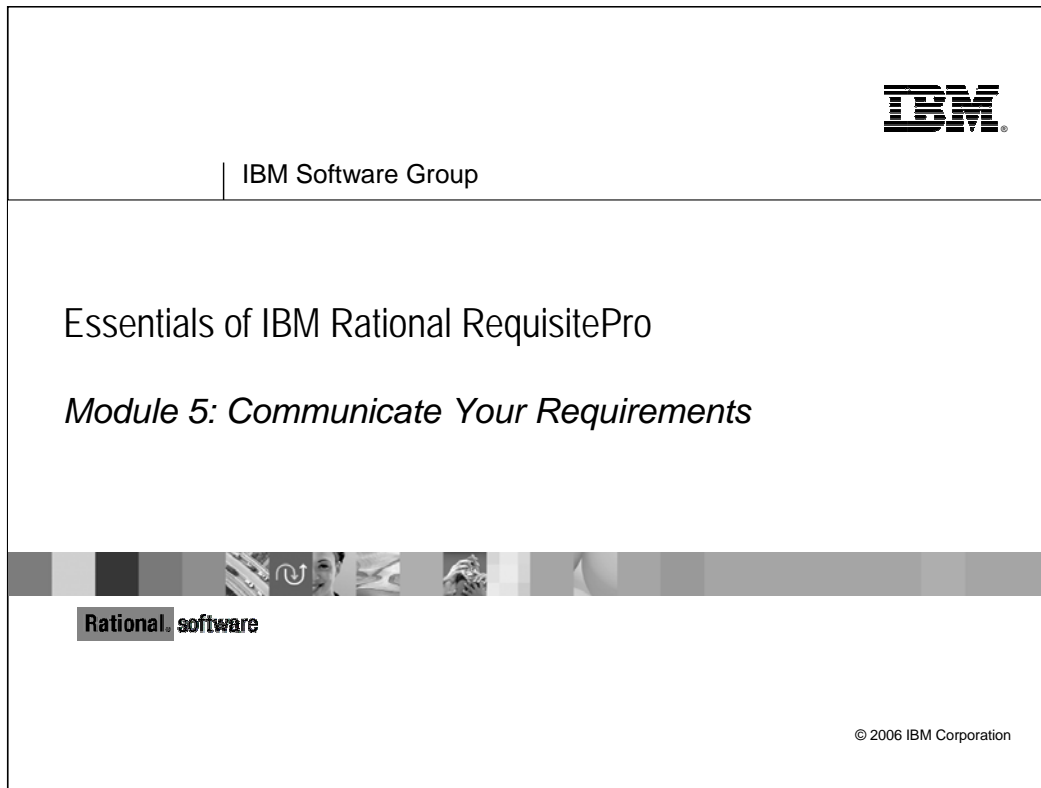 IBM®
IBM Software Group
Essentials of IBM Rational RequisitePro
Module 5: Communicate Your Requirements
Rational® software
© 2006 IBM Corporation